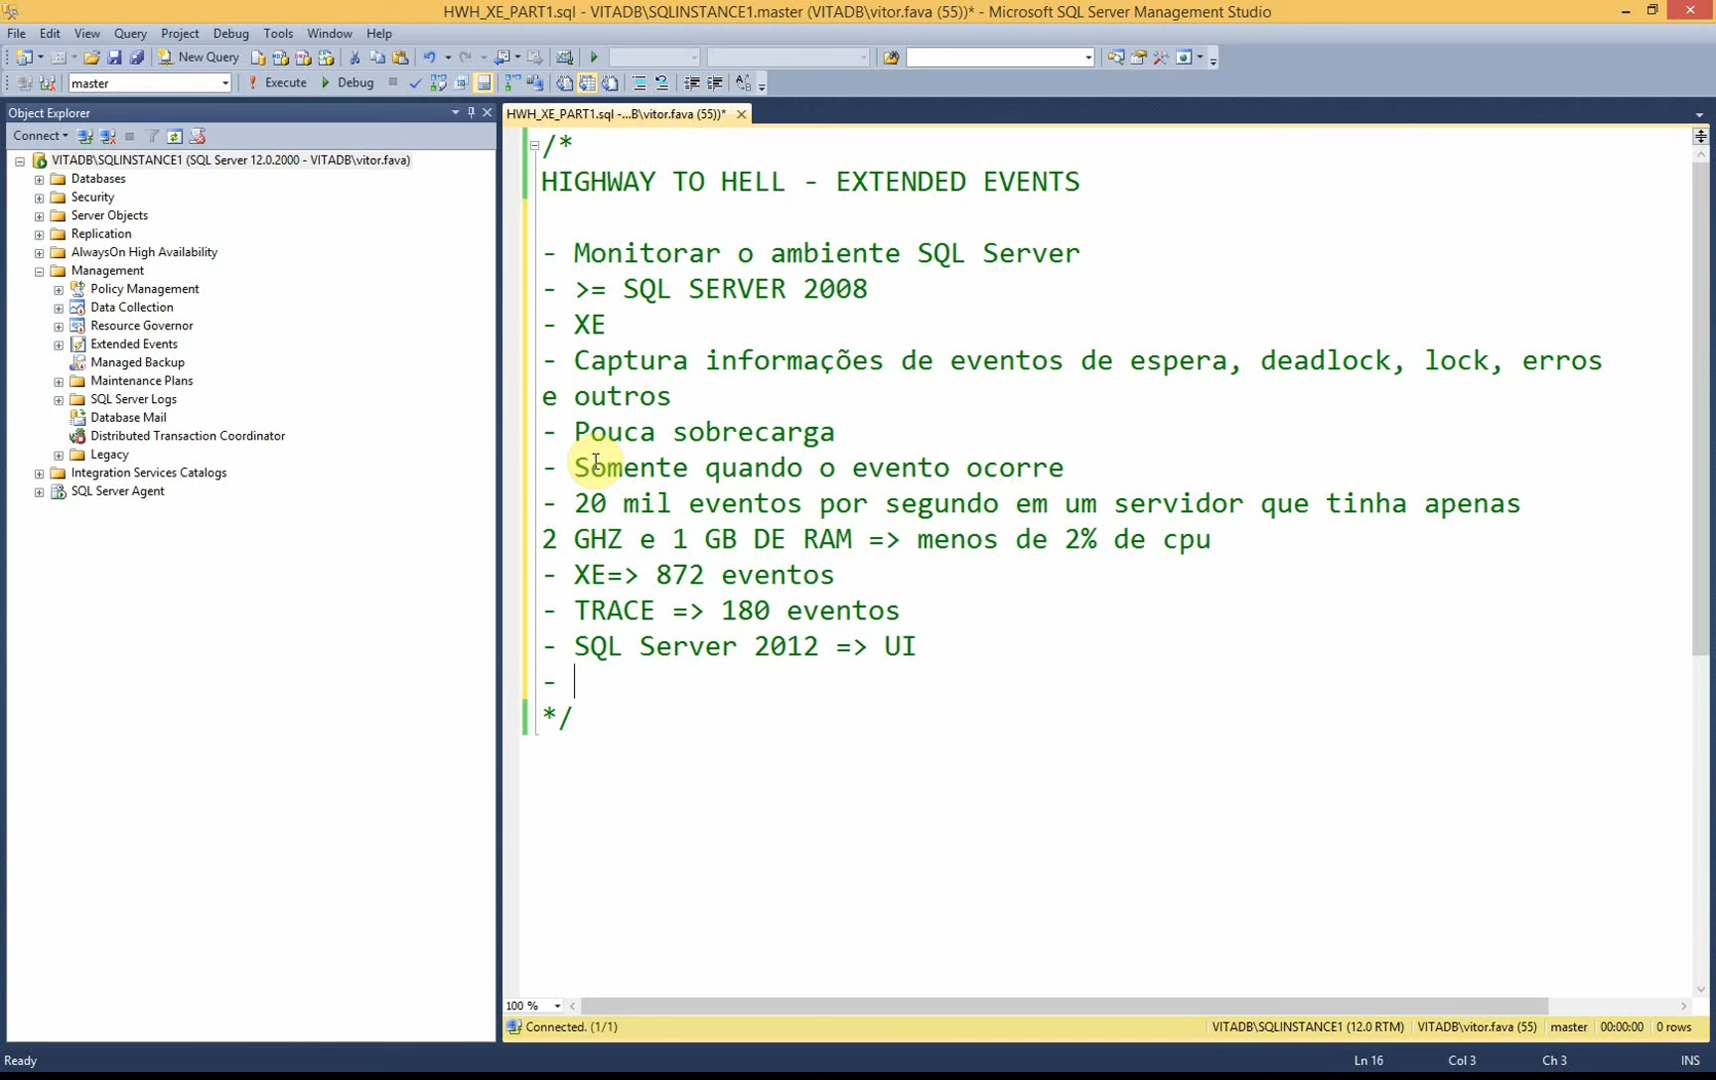 HWH_XE_PART1.sql - VITADB\SQLINSTANCE1.master (VITADB\vitor.fava (55))* - Microsoft SQL Server Management Studio
File Edit View Query Project Debug Tools Window Help
New Query
master Execute Debug
Object Explorer
HWH_XE_PART1.sql -...B\vitor.fava (55))*
Connect
VITADB\SQLINSTANCE1 (SQL Server 12.0.2000 - VITADB\vitor.fava)
Databases
Security
Server Objects
Replication
AlwaysOn High Availability
Management
Policy Management
Data Collection
Resource Governor
Extended Events
Managed Backup
Maintenance Plans
SQL Server Logs
Database Mail
Distributed Transaction Coordinator
Legacy
Integration Services Catalogs
SQL Server Agent
/*
HIGHWAY TO HELL - EXTENDED EVENTS
- Monitorar o ambiente SQL Server
- >= SQL SERVER 2008
- XE
- Captura informações de eventos de espera, deadlock, lock, erros
e outros
- Pouca sobrecarga
- Somente quando o evento ocorre
- 20 mil eventos por segundo em um servidor que tinha apenas
2 GHZ e 1 GB DE RAM => menos de 2% de cpu
- XE=> 872 eventos
- TRACE => 180 eventos
- SQL Server 2012 => UI
-
*/
100 %
Connected. (1/1) VITADB\SQLINSTANCE1 (12.0 RTM) VITADB\vitor.fava (55) master 00:00:00 0 rows
Ready Ln 16 Col 3 Ch 3 INS